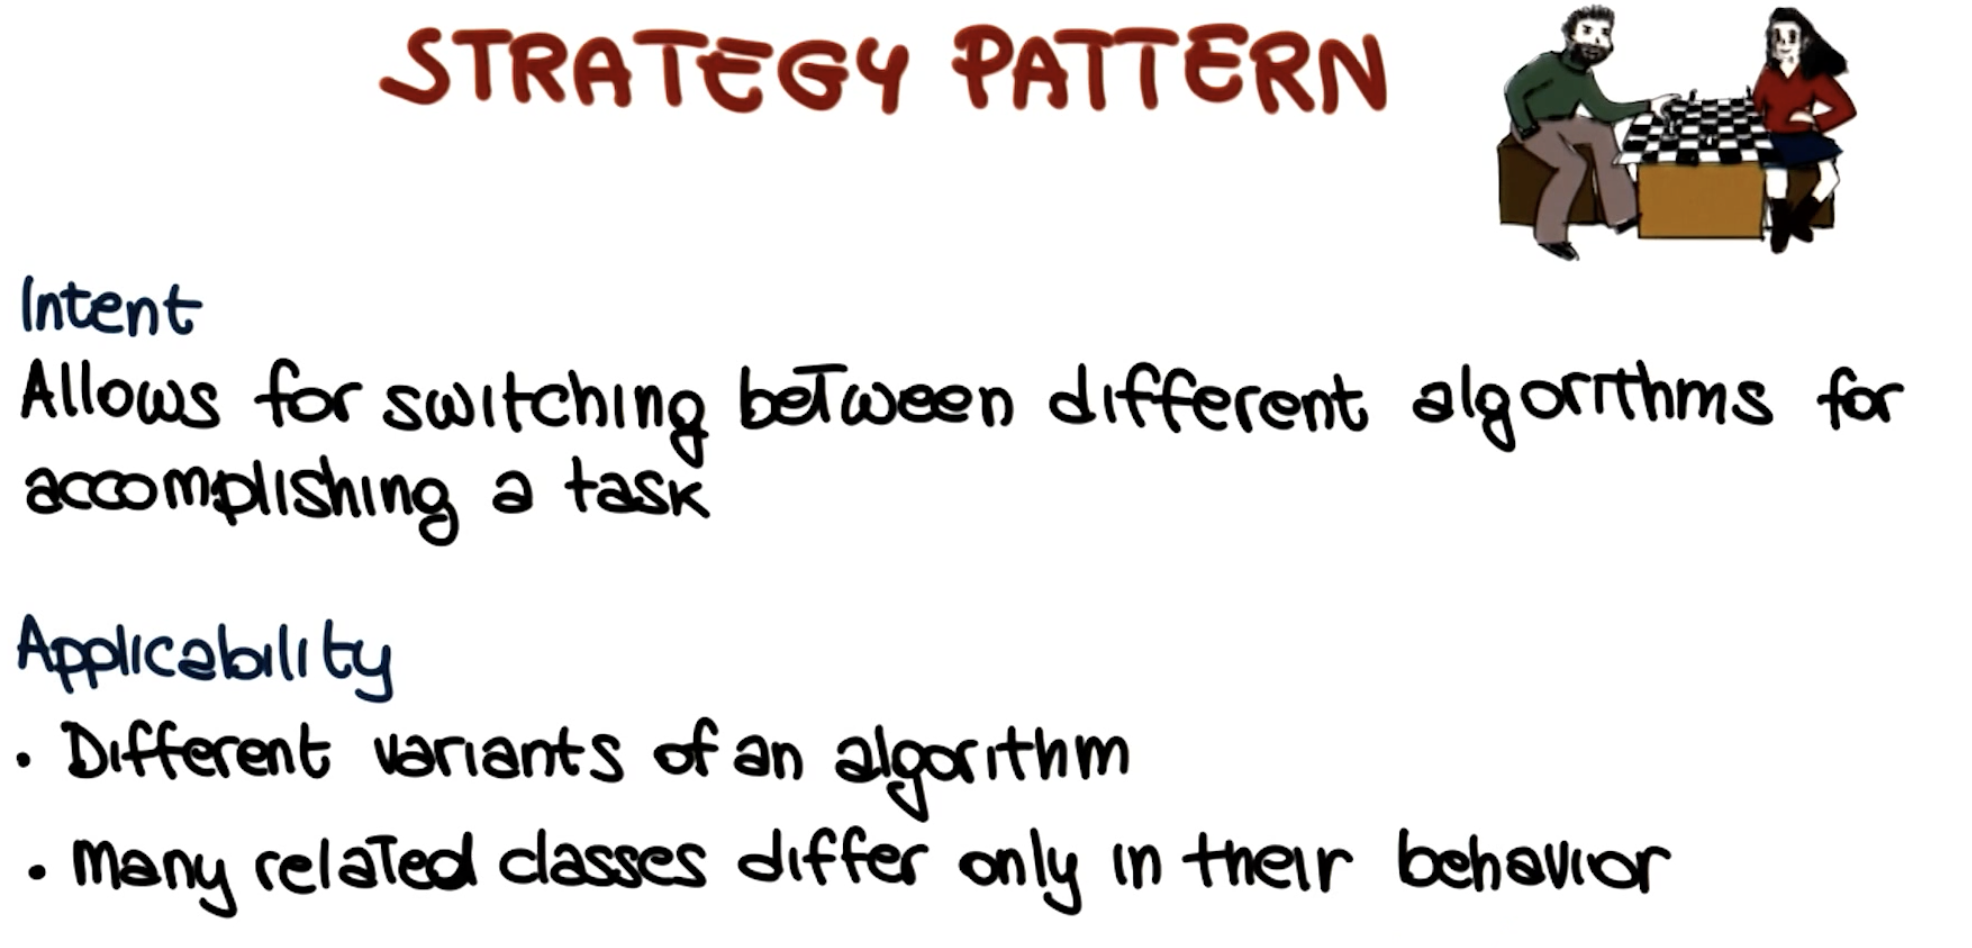 STRATEGY PATTERN
Intent
Allows for switching between different algorithms for
accomplishing a task
Applicability
• Different variants of an algorithm
• Many related classes differ only in their behavior